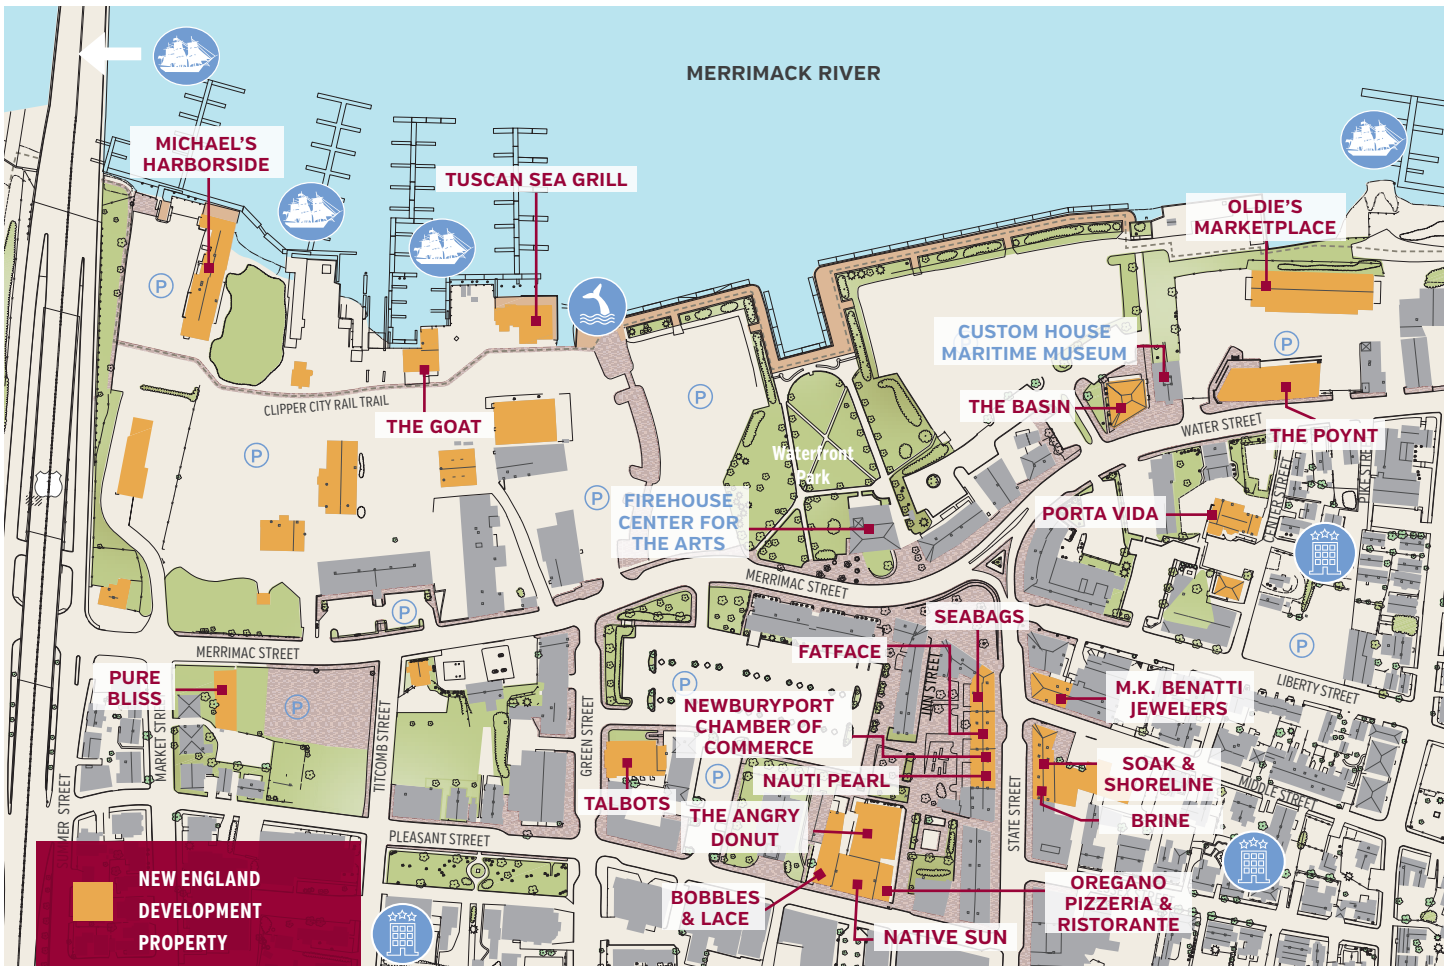 MERRIMACK RIVER
MICHAEL'S
HARBORSIDE
TUSCAN SEA GRILL
OLDIE'S
MARKETPLACE
P
P
CUSTOM HOUSE
MARITIME MUSEUM
CLIPPER CITY RAIL TRAIL
THE GOAT
P
THE BASIN
WATER STREET
THE POYNT
P
Waterfront
Park
P
FIREHOUSE
CENTER FOR
THE ARTS
PORTA VIDA
1
MERRIMAC STREET
P
SEABAGS
MERRIMAC STREET
FATFACE
P
PURE
BLISS
P
P
INN STREET
LIBERTY STREET
M.K. BENATTI
JEWELERS
NEWBURYPORT
CHAMBER OF
COMMERCE
TITCOMB STREET
GREEN STREET
NAUTI PEARL
P
SOAK &
SHORELINE
MIDDLE STREET
TALBOTS
THE ANGRY
DONUT
STATE STREET
BRINE
PLEASANT STREET
BOBBLES
& LACE
OREGANO
PIZZERIA &
RISTORANTE
NATIVE SUN
NEW ENGLAND
DEVELOPMENT
PROPERTY